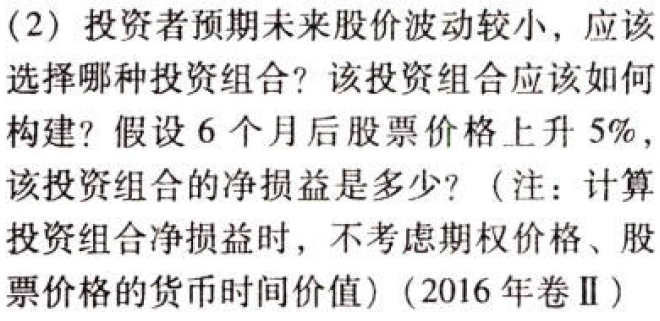 (2) 投资者预期未来股价波动较小，应该
选择哪种投资组合？该投资组合应该如何
构建？假设 6 个月后股票价格上升 5%，
该投资组合的净损益是多少？（注：计算
投资组合净损益时，不考虑期权价格、股
票价格的货币时间价值）(2016 年卷Ⅱ)